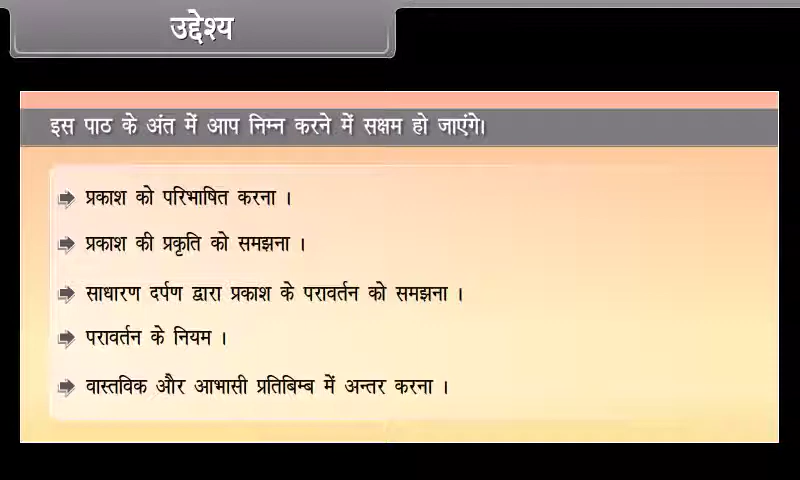 उद्देश्य
इस पाठ के अंत में आप निम्न करने में सक्षम हो जाएंगे।
प्रकाश को परिभाषित करना ।
प्रकाश की प्रकृति को समझना ।
साधारण दर्पण द्वारा प्रकाश के परावर्तन को समझना ।
परावर्तन के नियम ।
वास्तविक और आभासी प्रतिबिम्ब में अन्तर करना ।